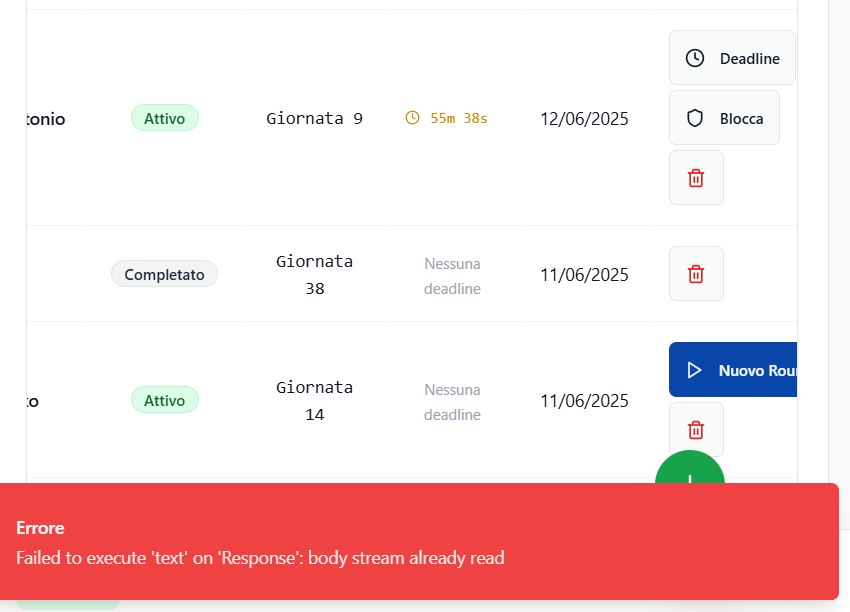 Deadline
tonio Attivo Giornata 9 55m 38s 12/06/2025
Blocca
Completato Giornata 38 Nessuna deadline 11/06/2025
Nuovo Rou
to Attivo Giornata 14 Nessuna deadline 11/06/2025
Errore
Failed to execute 'text' on 'Response': body stream already read